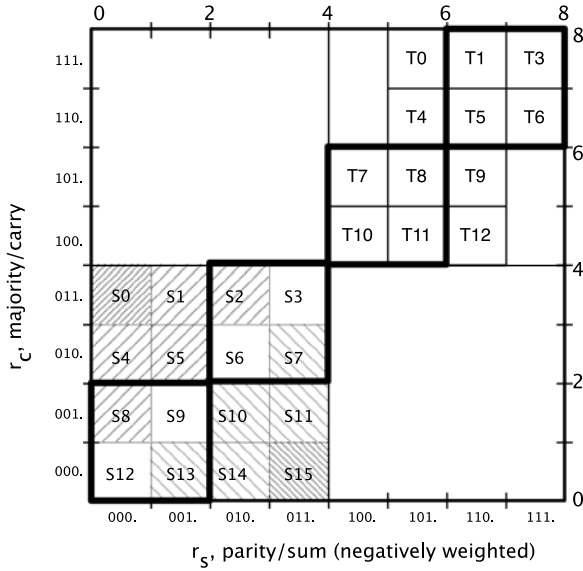 0 2 4 6 8
8
111. T0 T1 T3
110. T4 T5 T6
6
101. T7 T8 T9
100. T10 T11 T12
4
011. S0 S1 S2 S3
010. S4 S5 S6 S7
2
001. S8 S9 S10 S11
000. S12 S13 S14 S15
0
000. 001. 010. 011. 100. 101. 110. 111.
rc, majority/carry
rs, parity/sum (negatively weighted)